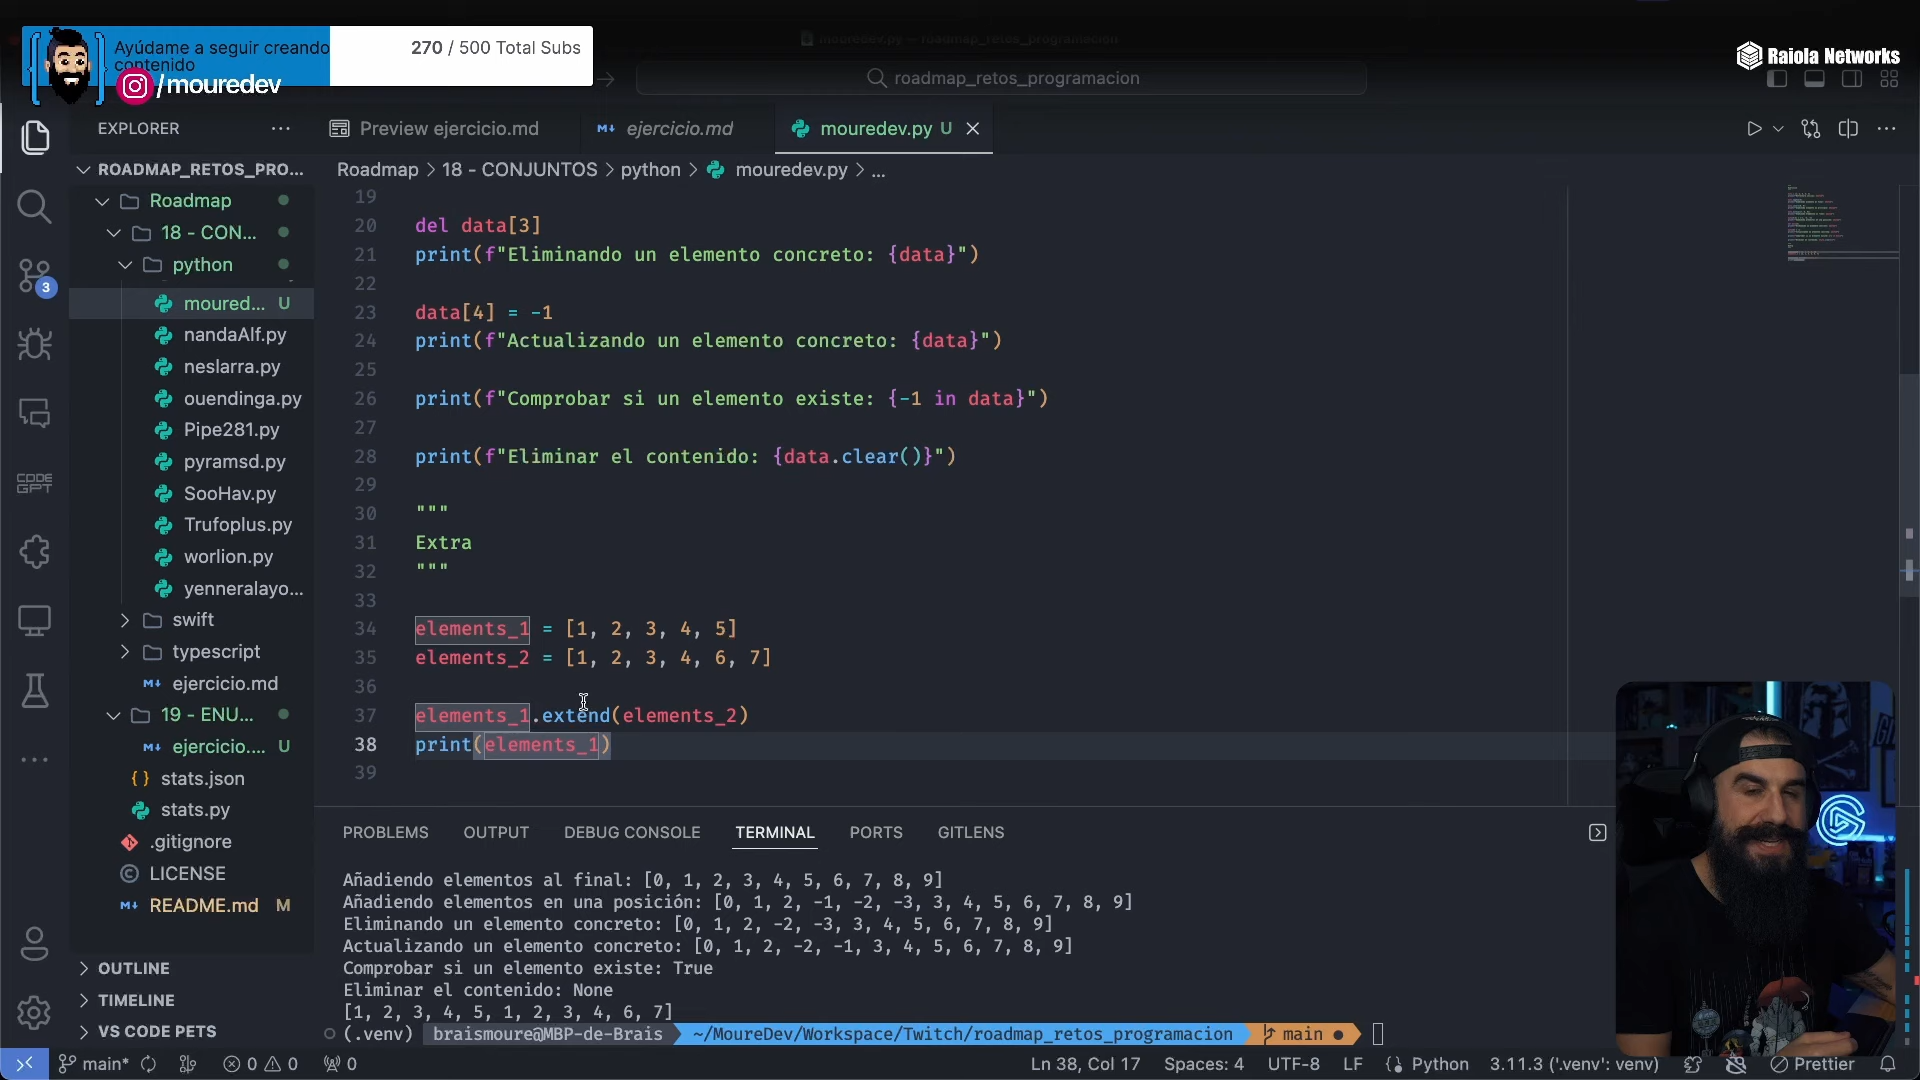 Ayúdame a seguir creando
contenido
/mouredev
270 / 500 Total Subs
mouredev.py — roadmap_retos_programacion
roadmap_retos_programacion
Raiola Networks
EXPLORER
Preview ejercicio.md
ejercicio.md
mouredev.py U
ROADMAP_RETOS_PRO...
Roadmap > 18 - CONJUNTOS > python > mouredev.py > ...
Roadmap
18 - CON...
python
moured... U
nandaAlf.py
neslarra.py
ouendinga.py
Pipe281.py
pyramsd.py
SooHav.py
Trufoplus.py
worlion.py
yenneralayo...
swift
typescript
ejercicio.md
19 - ENU...
ejercicio.... U
stats.json
stats.py
.gitignore
LICENSE
README.md M
OUTLINE
TIMELINE
VS CODE PETS
3
CODE
GPT
19
20 del data[3]
21 print(f"Eliminando un elemento concreto: {data}")
22
23 data[4] = -1
24 print(f"Actualizando un elemento concreto: {data}")
25
26 print(f"Comprobar si un elemento existe: {-1 in data}")
27
28 print(f"Eliminar el contenido: {data.clear()}")
29
30 """
31 Extra
32 """
33
34 elements_1 = [1, 2, 3, 4, 5]
35 elements_2 = [1, 2, 3, 4, 6, 7]
36
37 elements_1.extend(elements_2)
38 print(elements_1)
39
PROBLEMS OUTPUT DEBUG CONSOLE TERMINAL PORTS GITLENS
Añadiendo elementos al final: [0, 1, 2, 3, 4, 5, 6, 7, 8, 9]
Añadiendo elementos en una posición: [0, 1, 2, -1, -2, -3, 3, 4, 5, 6, 7, 8, 9]
Eliminando un elemento concreto: [0, 1, 2, -2, -3, 3, 4, 5, 6, 7, 8, 9]
Actualizando un elemento concreto: [0, 1, 2, -2, -1, 3, 4, 5, 6, 7, 8, 9]
Comprobar si un elemento existe: True
Eliminar el contenido: None
[1, 2, 3, 4, 5, 1, 2, 3, 4, 6, 7]
(.venv) braismoure@MBP-de-Brais ~/MoureDev/Workspace/Twitch/roadmap_retos_programacion main
main* 0 0 0 Ln 38, Col 17 Spaces: 4 UTF-8 LF Python 3.11.3 ('.venv': venv) Prettier